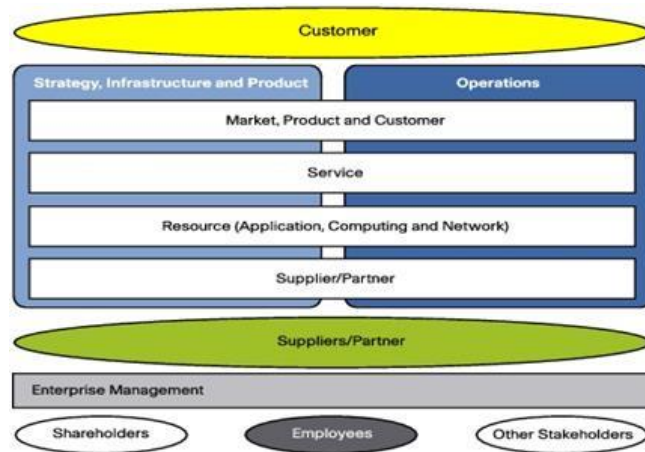 Customer
Strategy, Infrastructure and Product
Operations
Market, Product and Customer
Service
Resource (Application, Computing and Network)
Supplier/Partner
Suppliers/Partner
Enterprise Management
Shareholders
Employees
Other Stakeholders